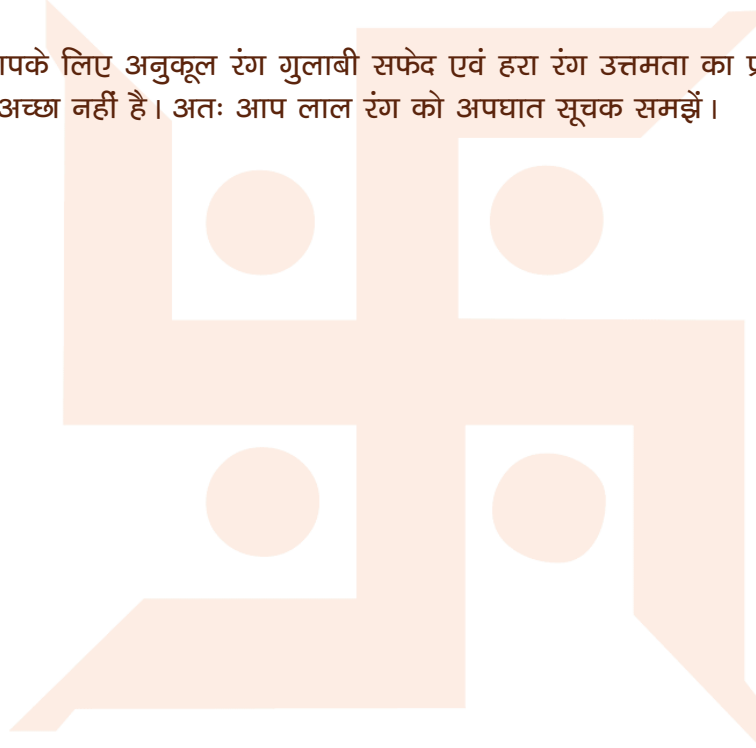 पके लिए अनुकूल रंग गुलाबी सफेद एवं हरा रंग उत्तमता का
अच्छा नहीं है। अतः आप लाल रंग को अपघात सूचक समझें।